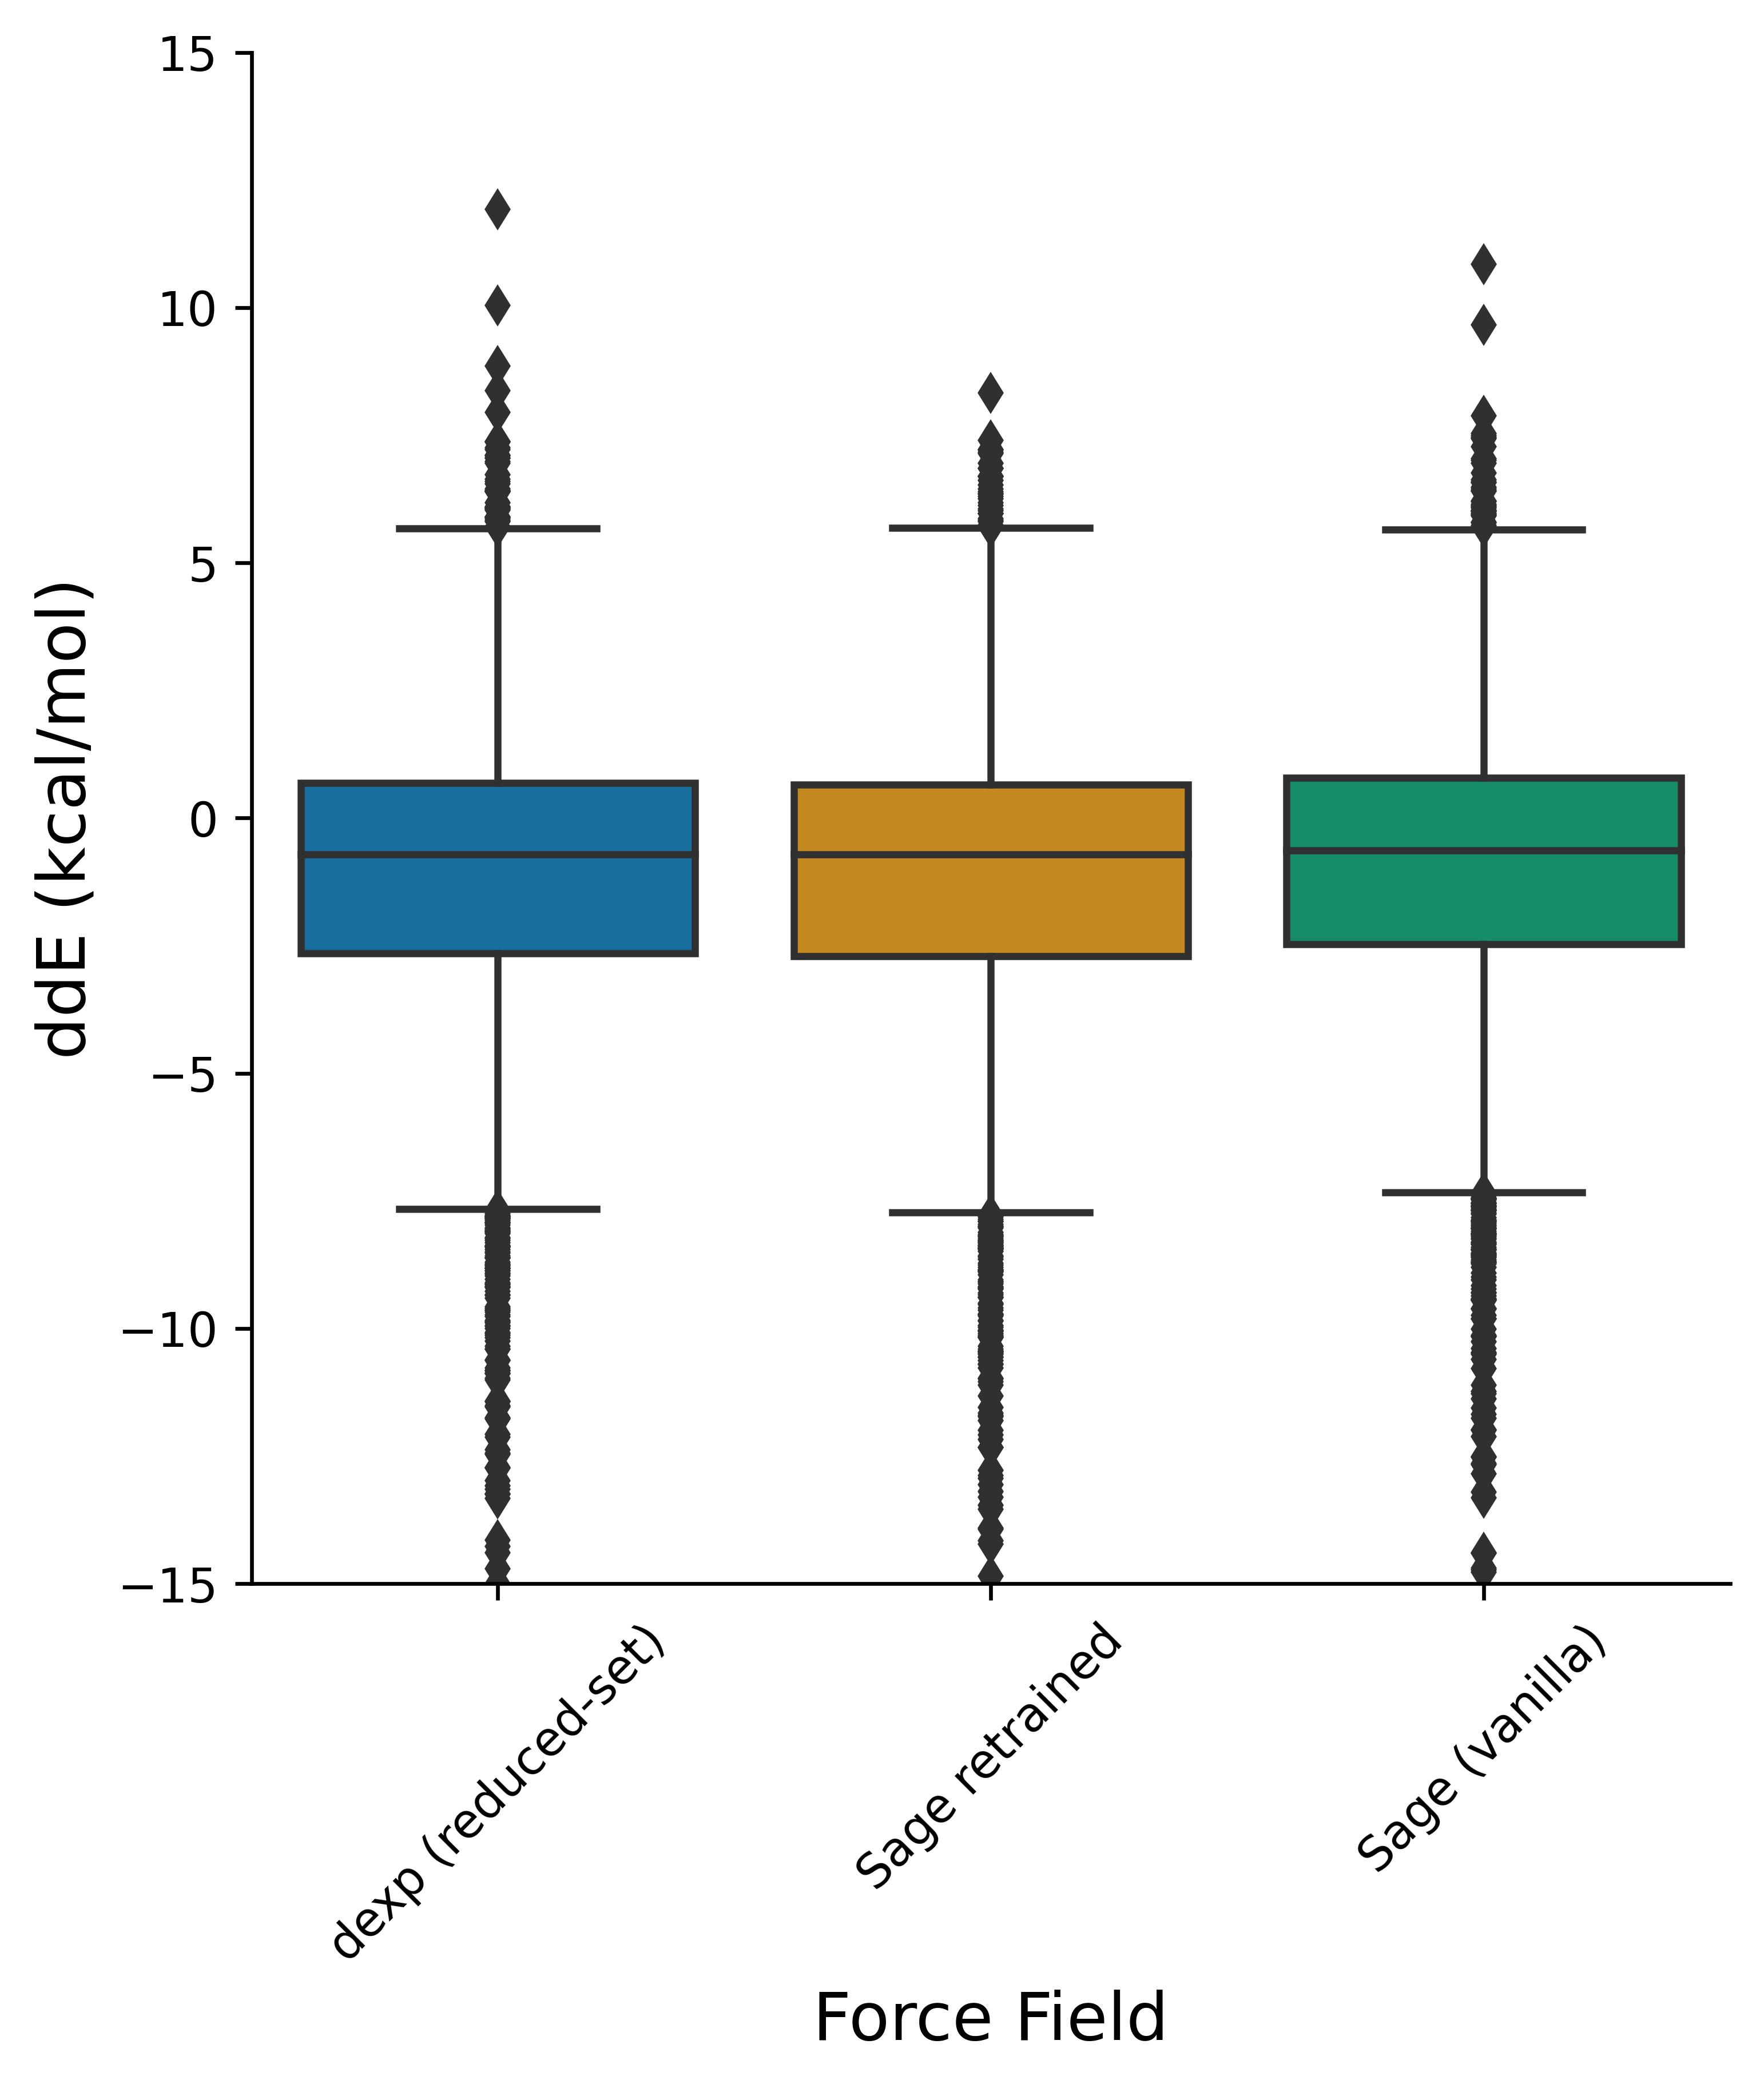 15
10
5
0
−5
−10
−15
ddE (kcal/mol)
dexp (reduced-set)
Sage retrained
Sage (vanilla)
Force Field